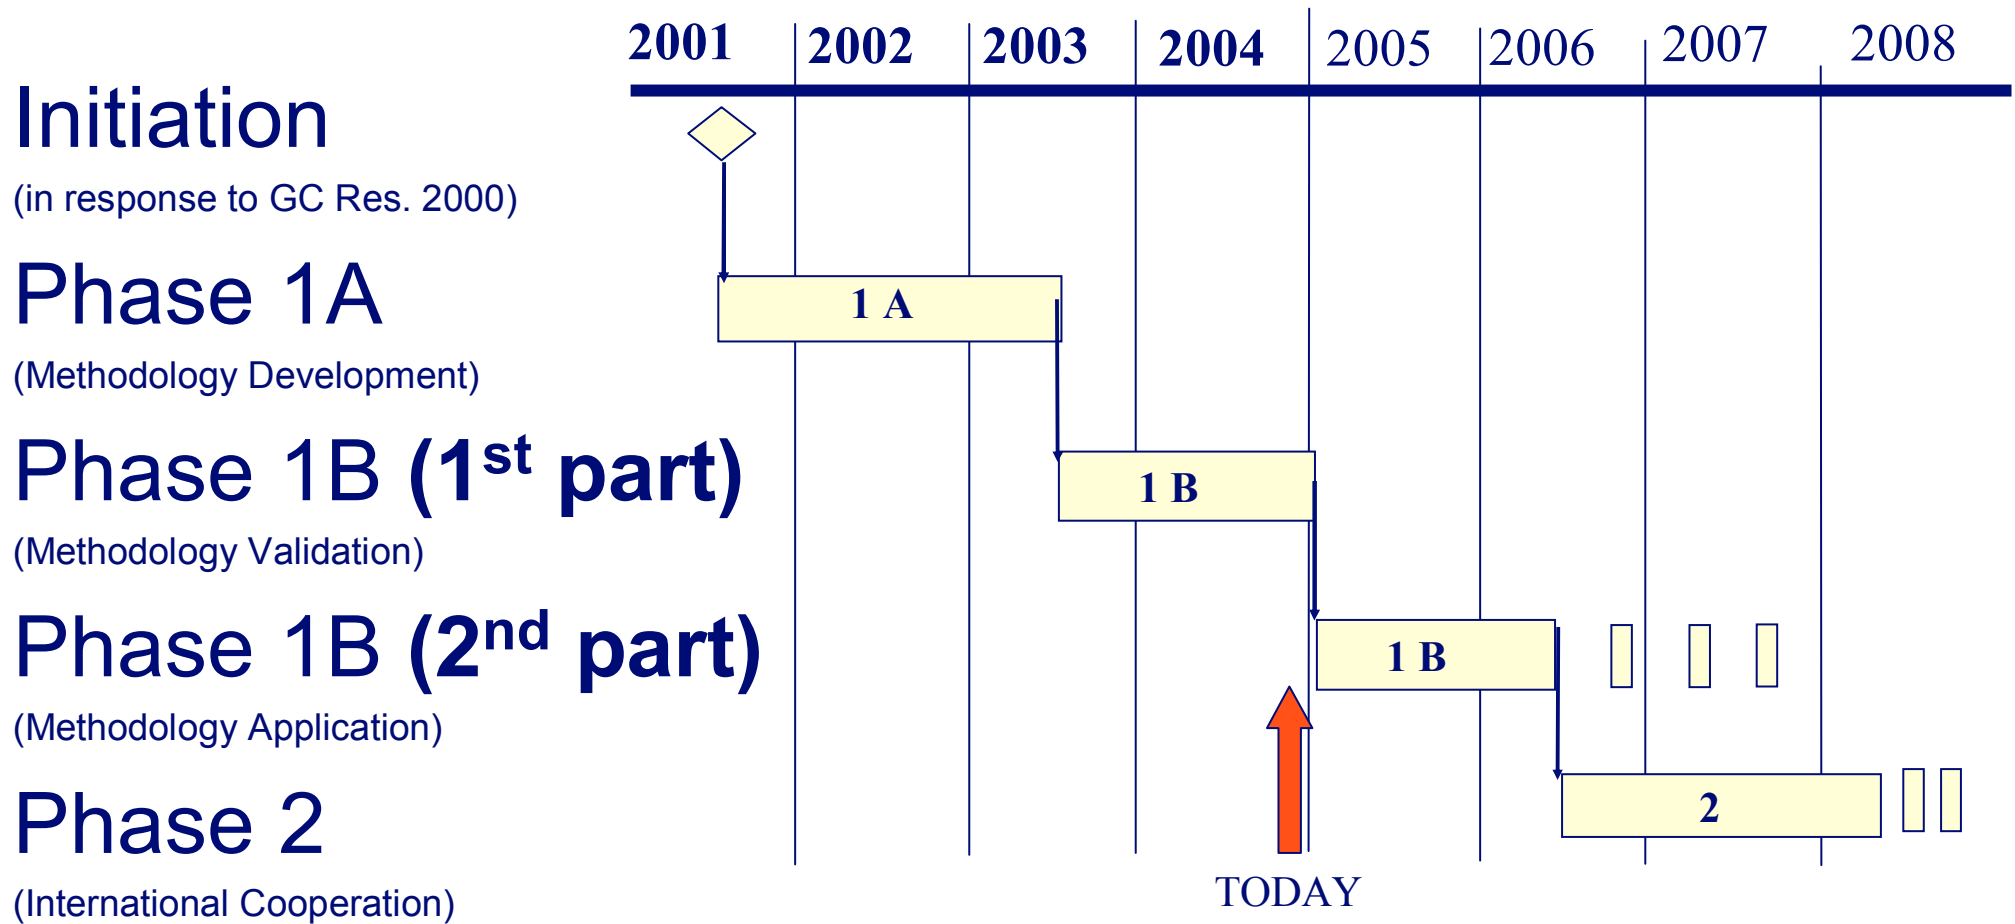 2001 2002 2003 2004 2005 2006 2007 2008
Initiation
(in response to GC Res. 2000)
Phase 1A
1 A
(Methodology Development)
Phase 1B (1st part)
1 B
(Methodology Validation)
Phase 1B (2nd part)
1 B
(Methodology Application)
Phase 2
2
TODAY
(International Cooperation)